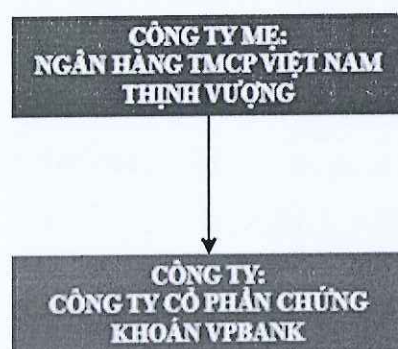 CÔNG TY MẸ:
NGÂN HÀNG TMCP VIỆT NAM
THỊNH VƯỢNG
CÔNG TY:
CÔNG TY CỔ PHẦN CHỨNG
KHOÁN VPBANK